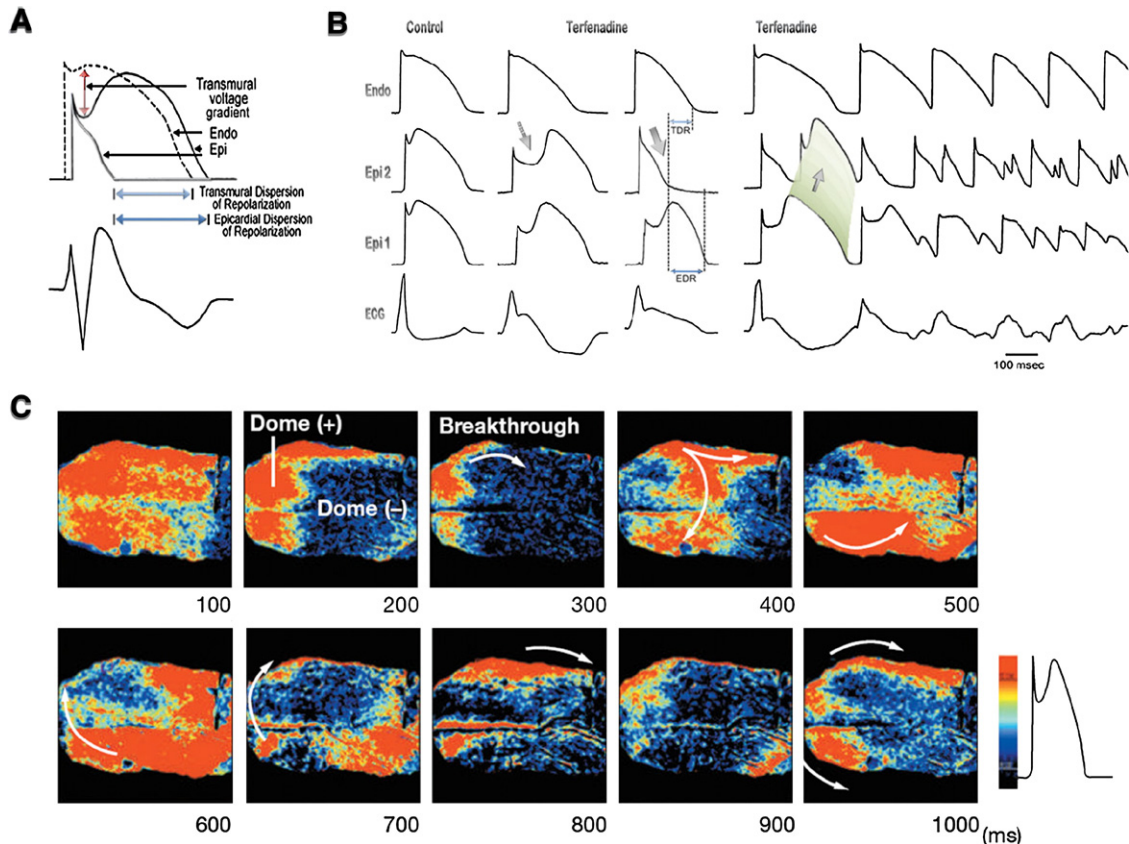 A
Transmural
voltage
gradient
Endo
Epi
Transmural Dispersion
of Repolarization
Epicardial Dispersion
of Repolarization
B
Control
Terfenadine
Terfenadine
Endo
TDR
Epi 2
Epi 1
EDR
ECG
100 msec
C
Dome (+)
Dome (–)
Breakthrough
100
200
300
400
500
600
700
800
900
1000
(ms)